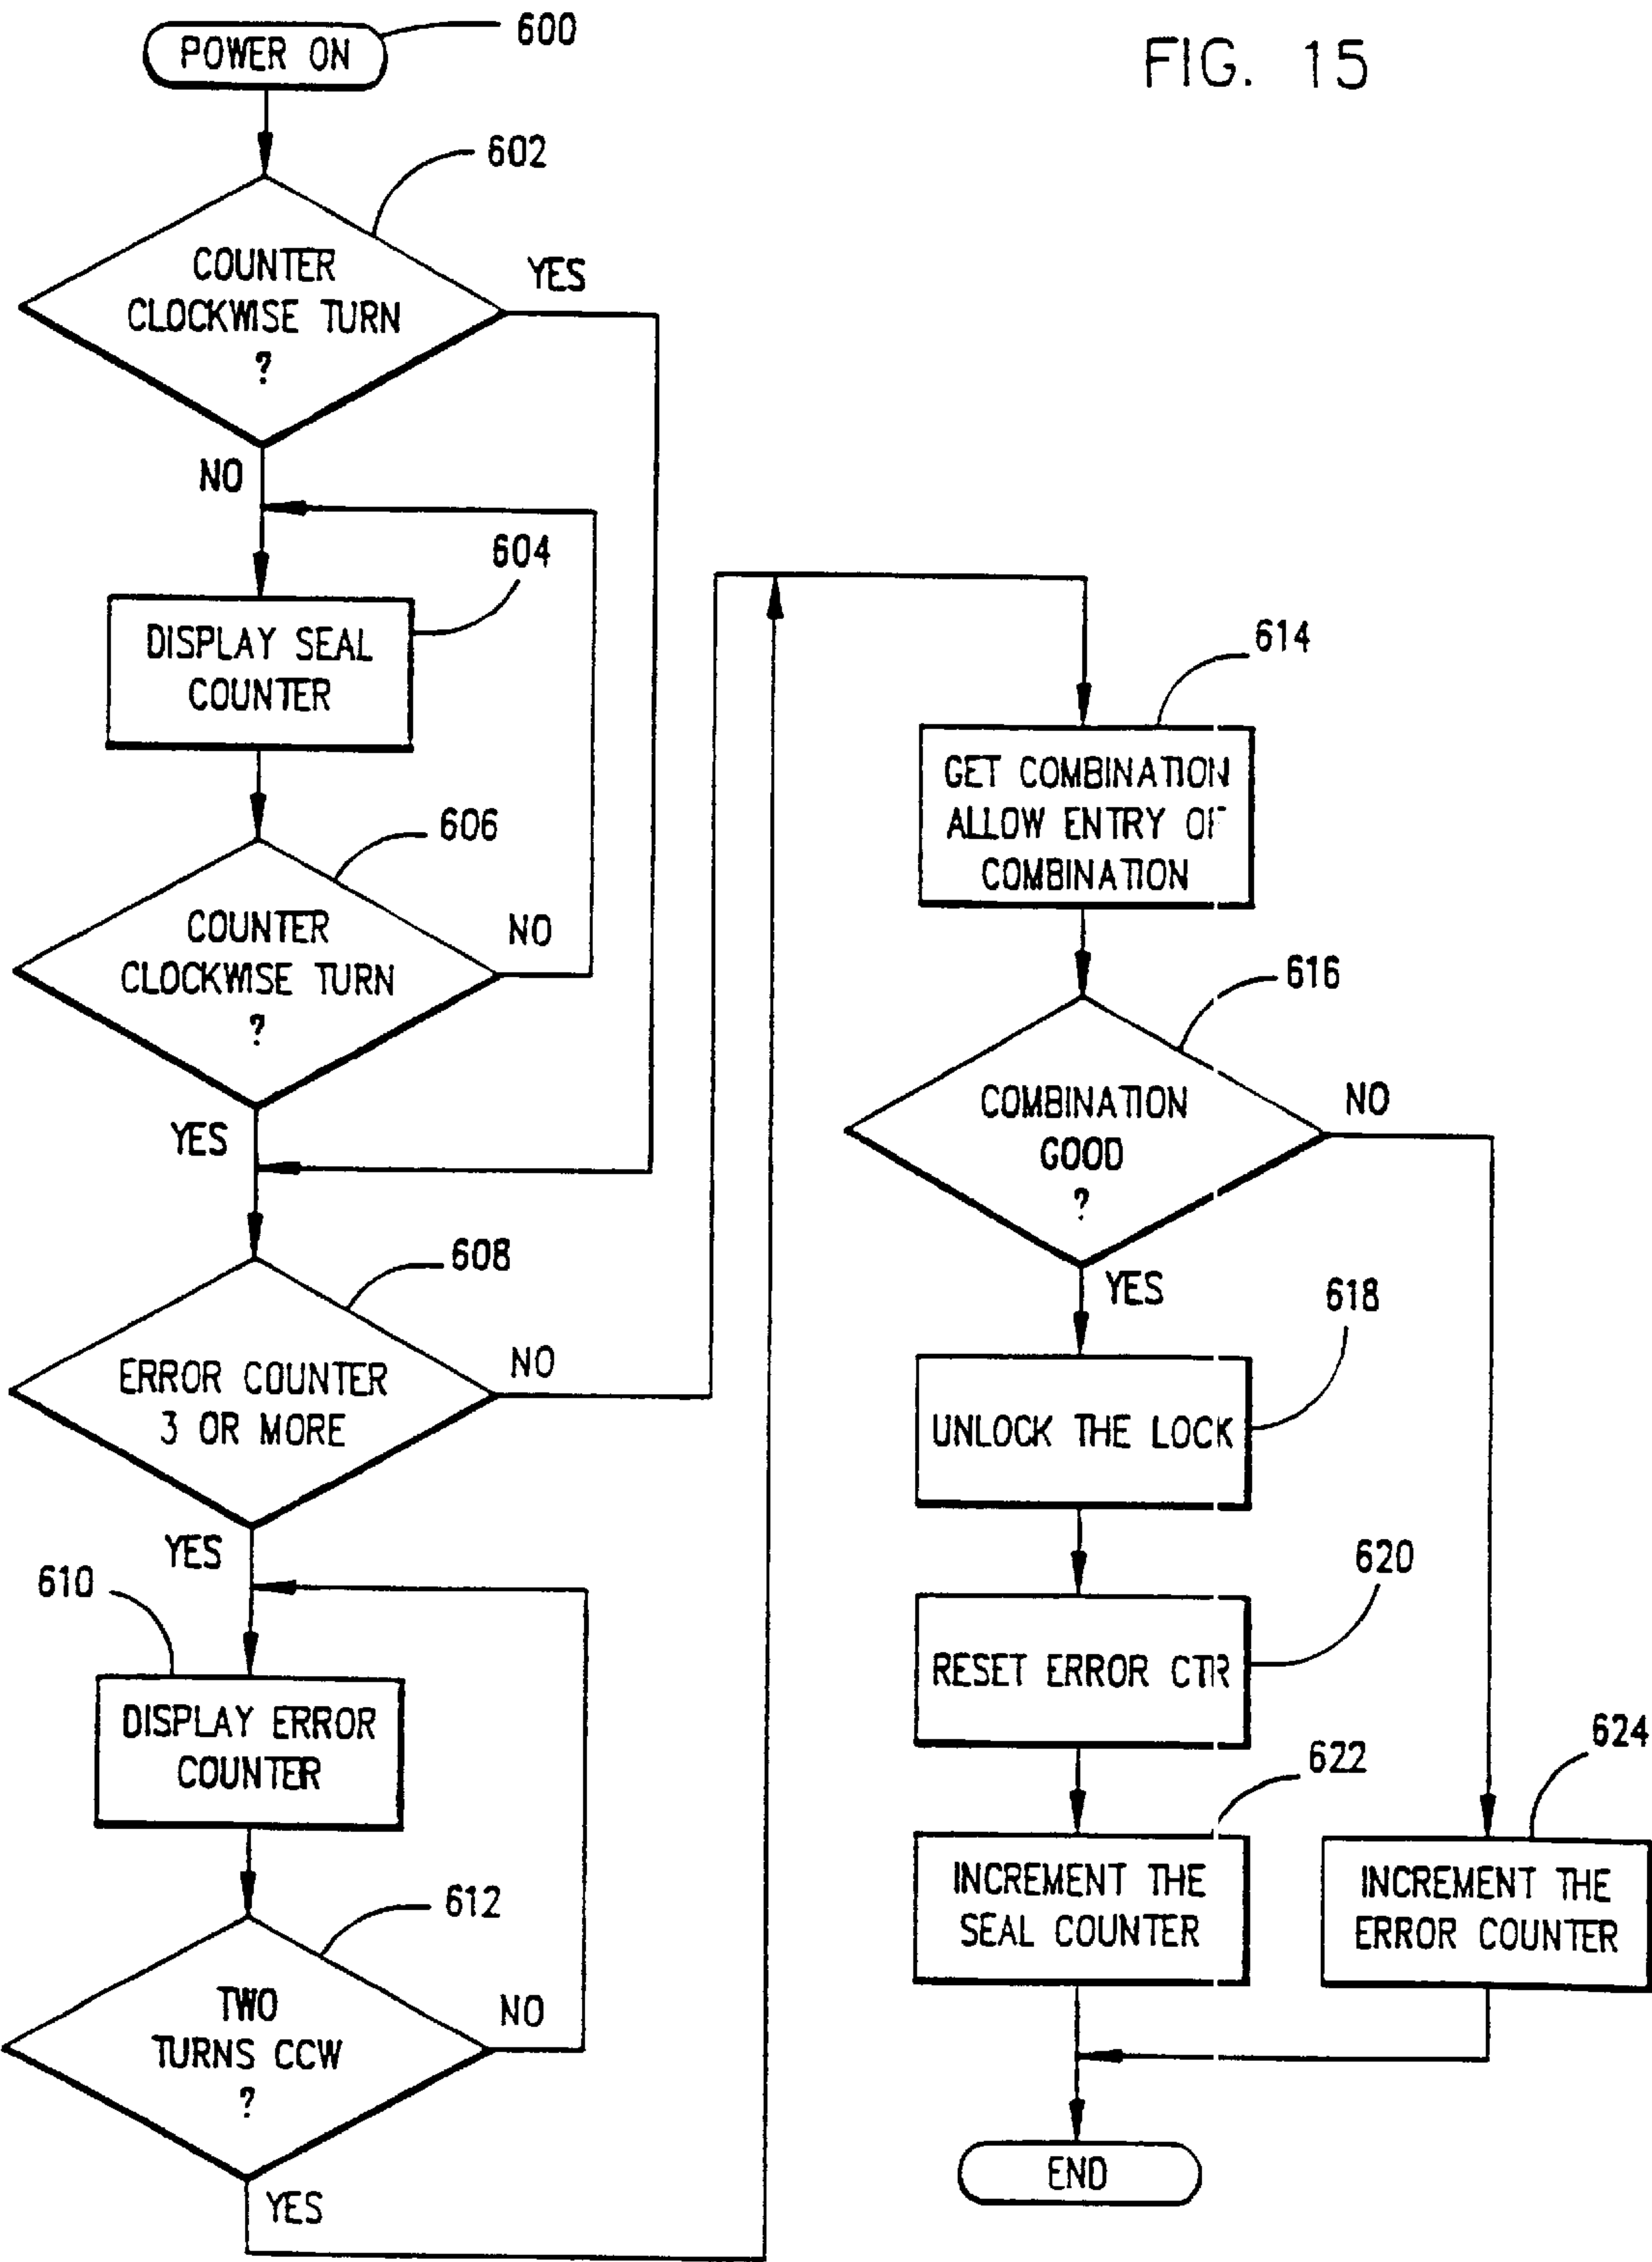 FIG. 15
POWER ON
600
602
COUNTER
CLOCKWISE TURN
?
YES
NO
604
DISPLAY SEAL
COUNTER
606
COUNTER
CLOCKWISE TURN
?
NO
YES
608
ERROR COUNTER
3 OR MORE
NO
YES
610
DISPLAY ERROR
COUNTER
612
TWO
TURNS CCW
?
NO
YES
614
GET COMBINATION
ALLOW ENTRY OF
COMBINATION
616
COMBINATION
GOOD
?
NO
YES
618
UNLOCK THE LOCK
620
RESET ERROR CTR
622
INCREMENT THE
SEAL COUNTER
624
INCREMENT THE
ERROR COUNTER
END